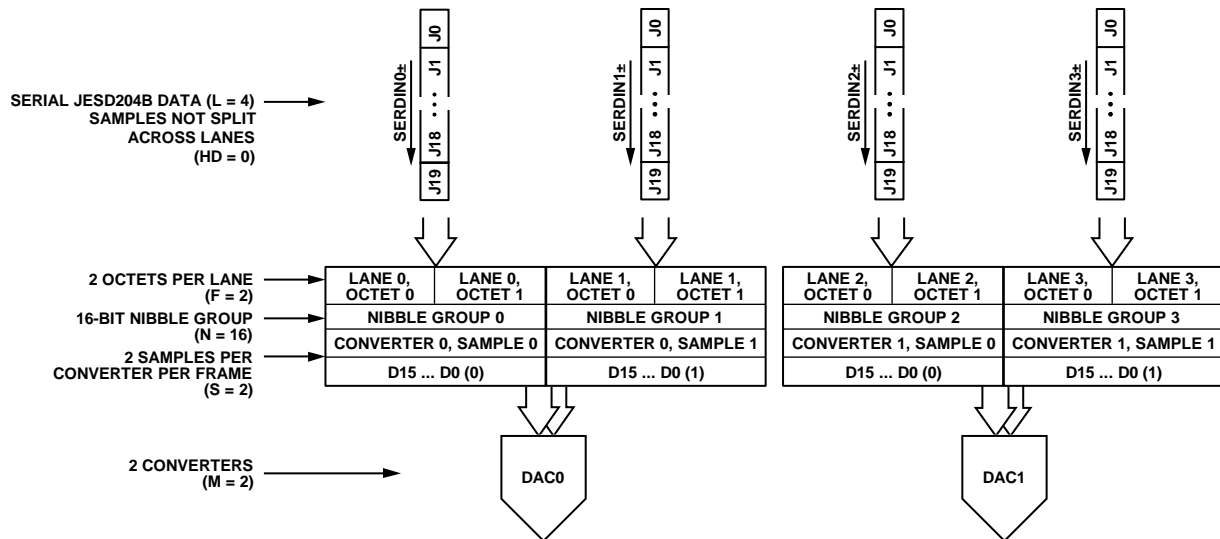 SERIAL JESD204B DATA (L = 4)
SAMPLES NOT SPLIT
ACROSS LANES
(HD = 0)
SERDIN0±
J0
J1
J18
J19
SERDIN1±
J0
J1
J18
J19
SERDIN2±
J0
J1
J18
J19
SERDIN3±
J0
J1
J18
J19
2 OCTETS PER LANE
(F = 2)
LANE 0,
OCTET 0
LANE 0,
OCTET 1
LANE 1,
OCTET 0
LANE 1,
OCTET 1
LANE 2,
OCTET 0
LANE 2,
OCTET 1
LANE 3,
OCTET 0
LANE 3,
OCTET 1
16-BIT NIBBLE GROUP
(N = 16)
NIBBLE GROUP 0
NIBBLE GROUP 1
NIBBLE GROUP 2
NIBBLE GROUP 3
2 SAMPLES PER
CONVERTER PER FRAME
(S = 2)
CONVERTER 0, SAMPLE 0
CONVERTER 0, SAMPLE 1
CONVERTER 1, SAMPLE 0
CONVERTER 1, SAMPLE 1
D15 ... D0 (0)
D15 ... D0 (1)
D15 ... D0 (0)
D15 ... D0 (1)
2 CONVERTERS
(M = 2)
DAC0
DAC1